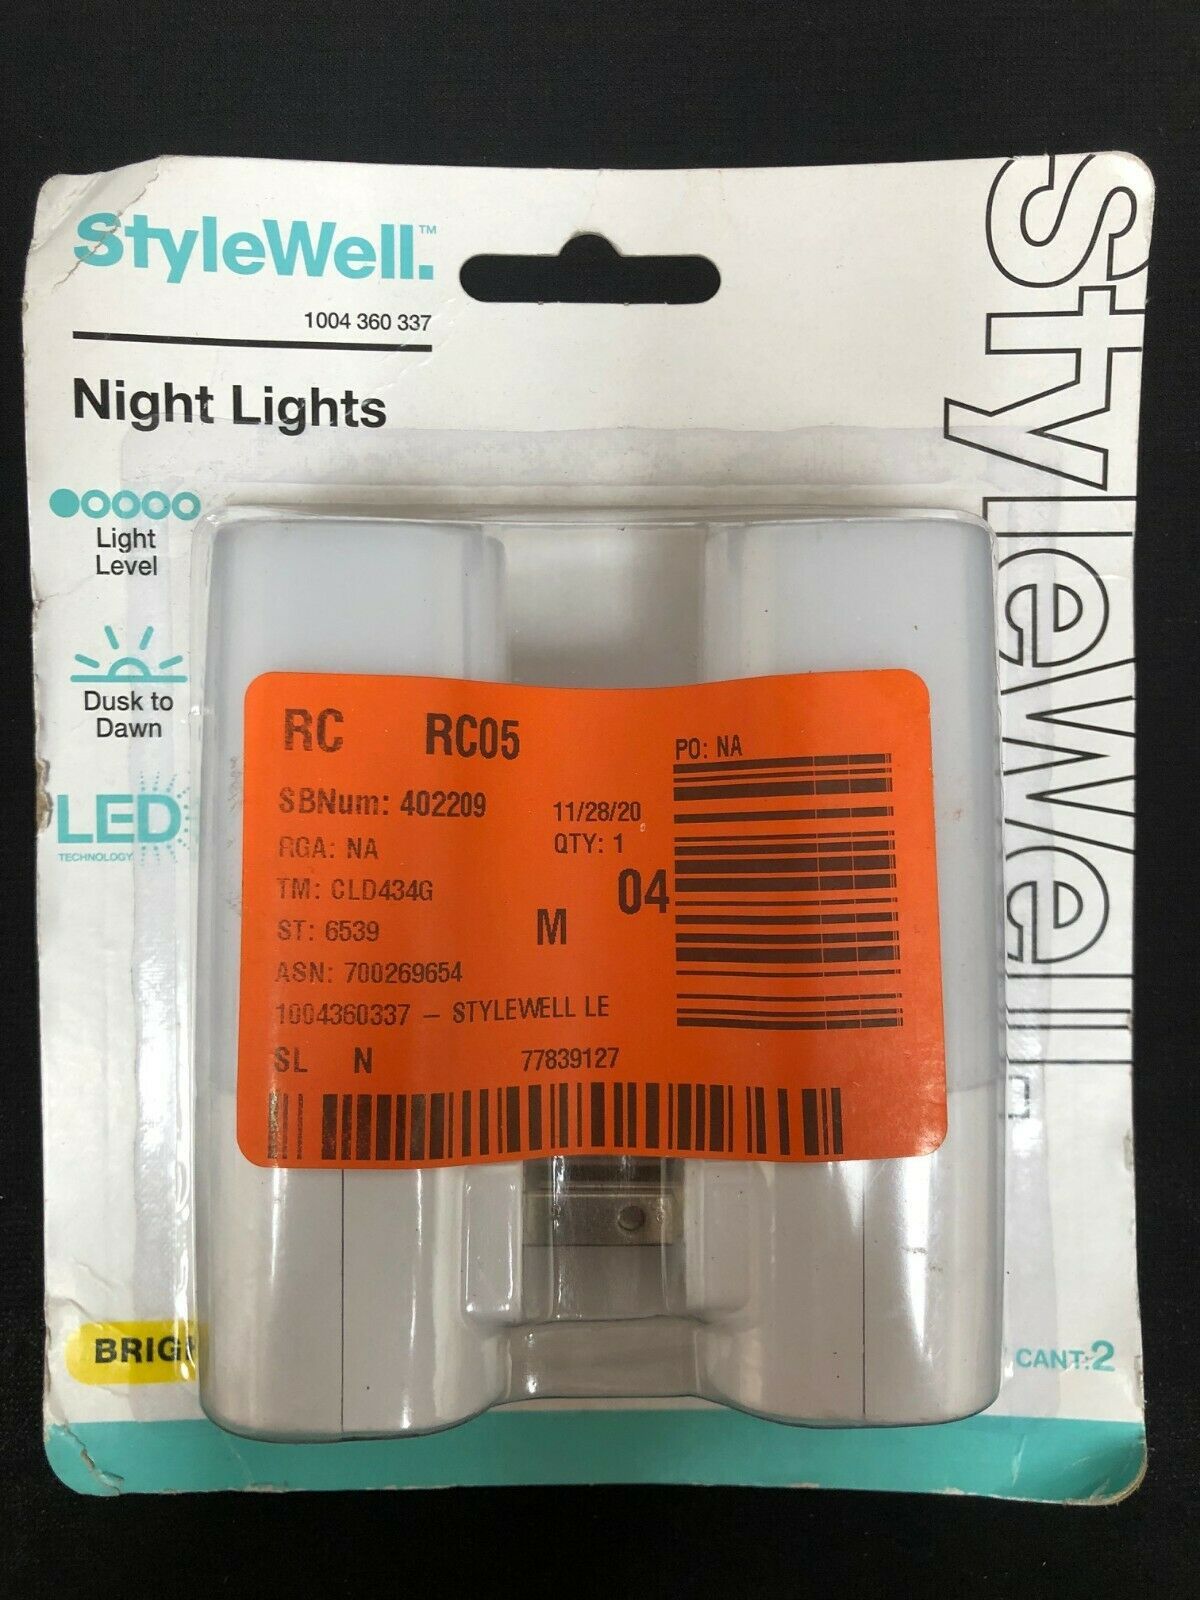 StyleWell.™
1004 360 337
Night Lights
Light
Level
Dusk to
Dawn
LED
TECHNOLOGY
StyleWell
RC RC05
PO: NA
SBNum: 402209
11/28/20
RGA: NA
QTY: 1
TM: CLD434G
04
ST: 6539
M
ASN: 700269654
1004360337 - STYLEWELL LE
SL N 77839127
CANT:2